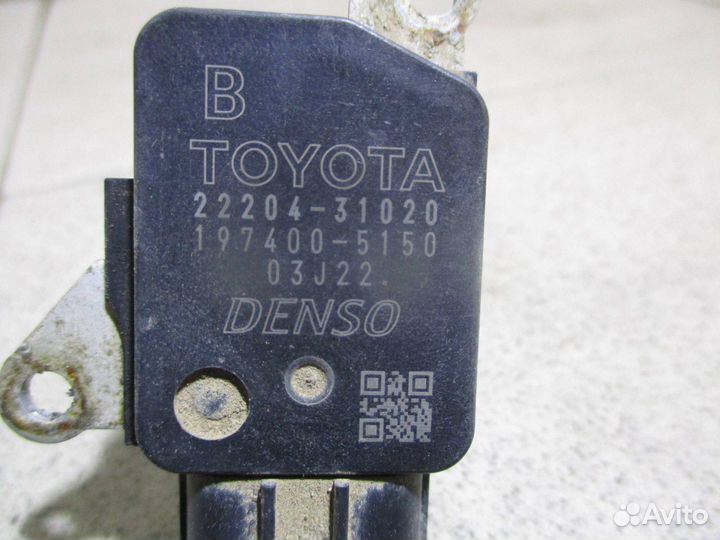 B
TOYOTA
22204-31020
197400-5150
03J22
DENSO
Avito